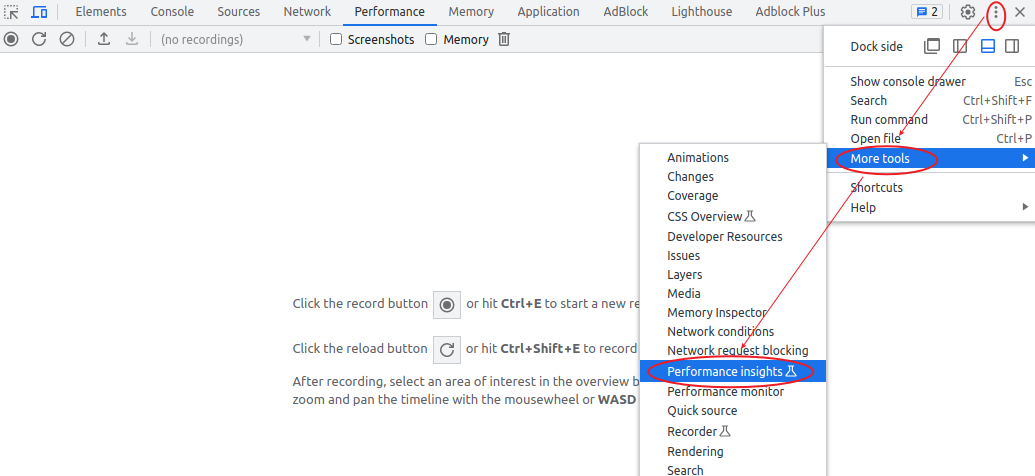 Elements Console Sources Network Performance Memory Application AdBlock Lighthouse Adblock Plus 2
(no recordings) Screenshots Memory
Dock side
Show console drawer Esc
Search Ctrl+Shift+F
Run command Ctrl+Shift+P
Open file Ctrl+P
More tools
Shortcuts
Help
Animations
Changes
Coverage
CSS Overview
Developer Resources
Issues
Layers
Media
Memory Inspector
Network conditions
Network request blocking
Performance insights
Performance monitor
Quick source
Recorder
Rendering
Search
Click the record button or hit Ctrl+E to start a new re
Click the reload button or hit Ctrl+Shift+E to record
After recording, select an area of interest in the overview b
zoom and pan the timeline with the mousewheel or WASD